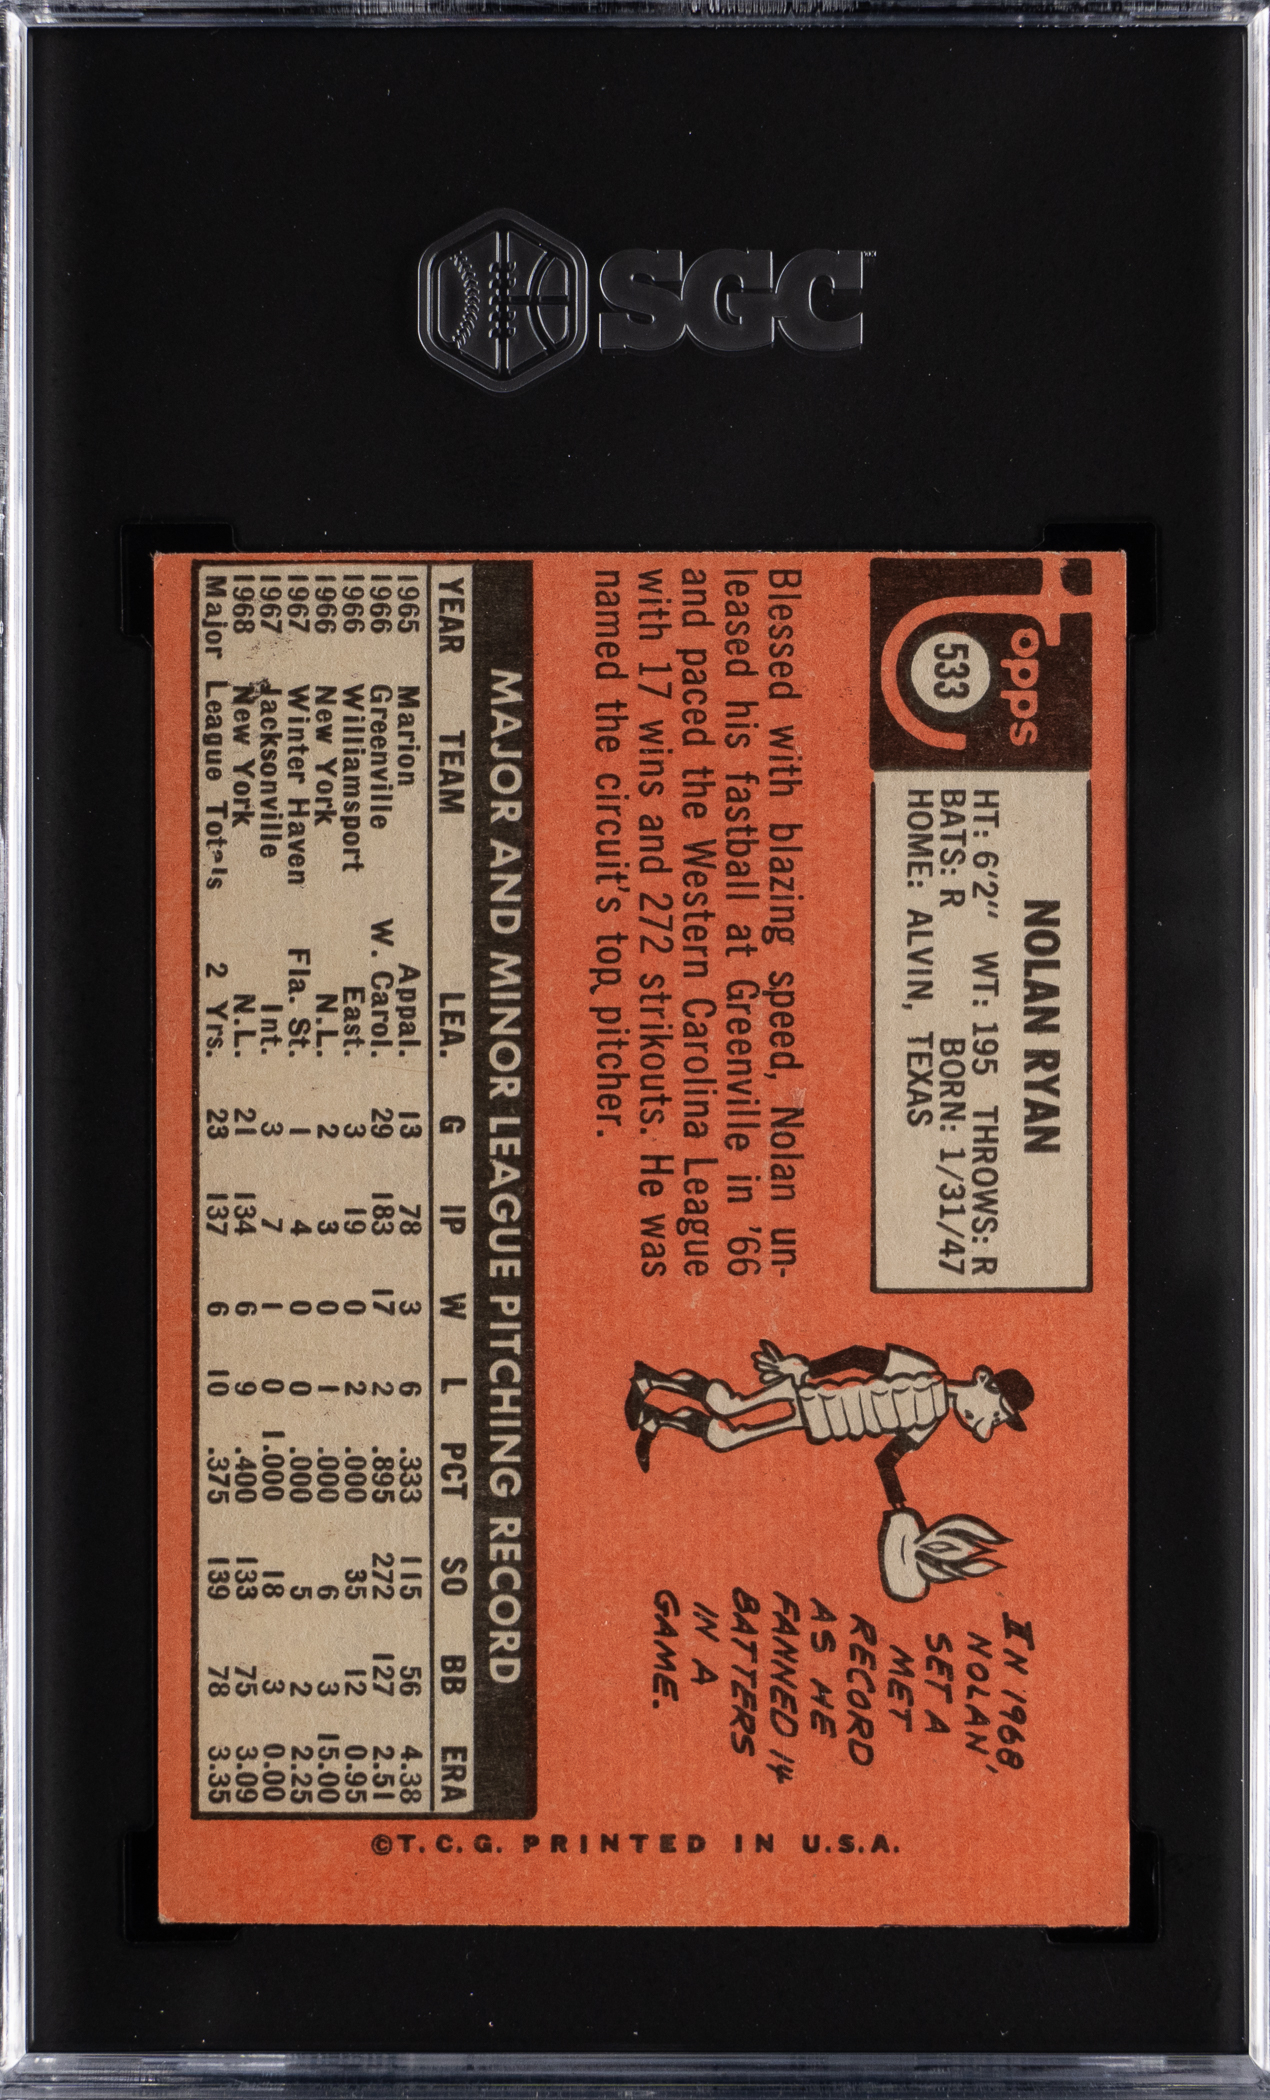 SGC
Topps
533
NOLAN RYAN
HT: 6'2" WT: 195 THROWS: R
BATS: R BORN: 1/31/47
HOME: ALVIN, TEXAS
Blessed with blazing speed, Nolan un-
leased his fastball at Greenville in '66
and paced the Western Carolina League
with 17 wins and 272 strikouts. He was
named the circuit's top pitcher.
IN 1968,
NOLAN
SET A
MET
RECORD
AS HE
FANNED 14
BATTERS
IN A
GAME.
MAJOR AND MINOR LEAGUE PITCHING RECORD
YEAR TEAM LEA. G IP W L PCT SO BB ERA
1965 Marion Appal. 13 78 3 6 .333 115 56 4.38
1966 Greenville W. Carol. 29 183 17 2 .895 272 127 2.51
1966 Williamsport East. 3 19 0 2 .000 35 12 0.95
1966 New York N.L. 2 3 0 1 .000 6 3 15.00
1967 Winter Haven Fla. St. 1 4 0 0 .000 5 2 2.25
1967 Jacksonville Int. 3 7 1 0 1.000 18 3 0.00
1968 New York N.L. 21 134 6 9 .400 133 75 3.09
Major League Totals 2 Yrs. 23 137 6 10 .375 139 78 3.35
©T.C.G. PRINTED IN U.S.A.